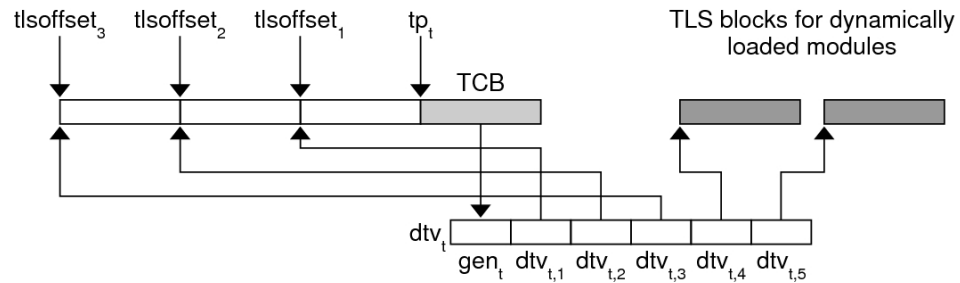 tlsoffset₃ tlsoffset₂ tlsoffset₁ tpₜ TLS blocks for dynamically
loaded modules
TCB
dtvₜ
genₜ dtvₜ,₁ dtvₜ,₂ dtvₜ,₃ dtvₜ,₄ dtvₜ,₅